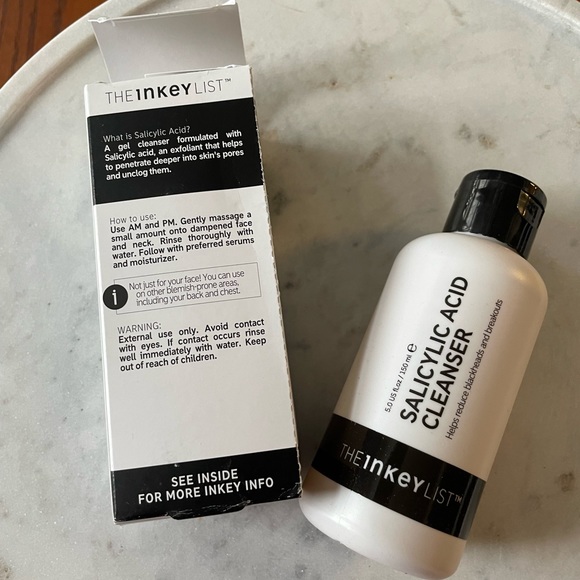 THE INKEY LIST™
What is Salicylic Acid?
A gel cleanser formulated with
Salicylic acid, an exfoliant that helps
to penetrate deeper into skin's pores
and unclog them.
How to use:
Use AM and PM. Gently massage a
small amount onto dampened face
and neck. Rinse thoroughly with
water. Follow with preferred serums
and moisturizer.
i
Not just for your face! You can use
on other blemish-prone areas,
including your back and chest.
WARNING:
External use only. Avoid contact
with eyes. If contact occurs rinse
well immediately with water. Keep
out of reach of children.
SEE INSIDE
FOR MORE INKEY INFO
5.0 US fl.oz / 150 ml ℮
SALICYLIC ACID
CLEANSER
Helps reduce blackheads and breakouts
THE INKEY LIST™